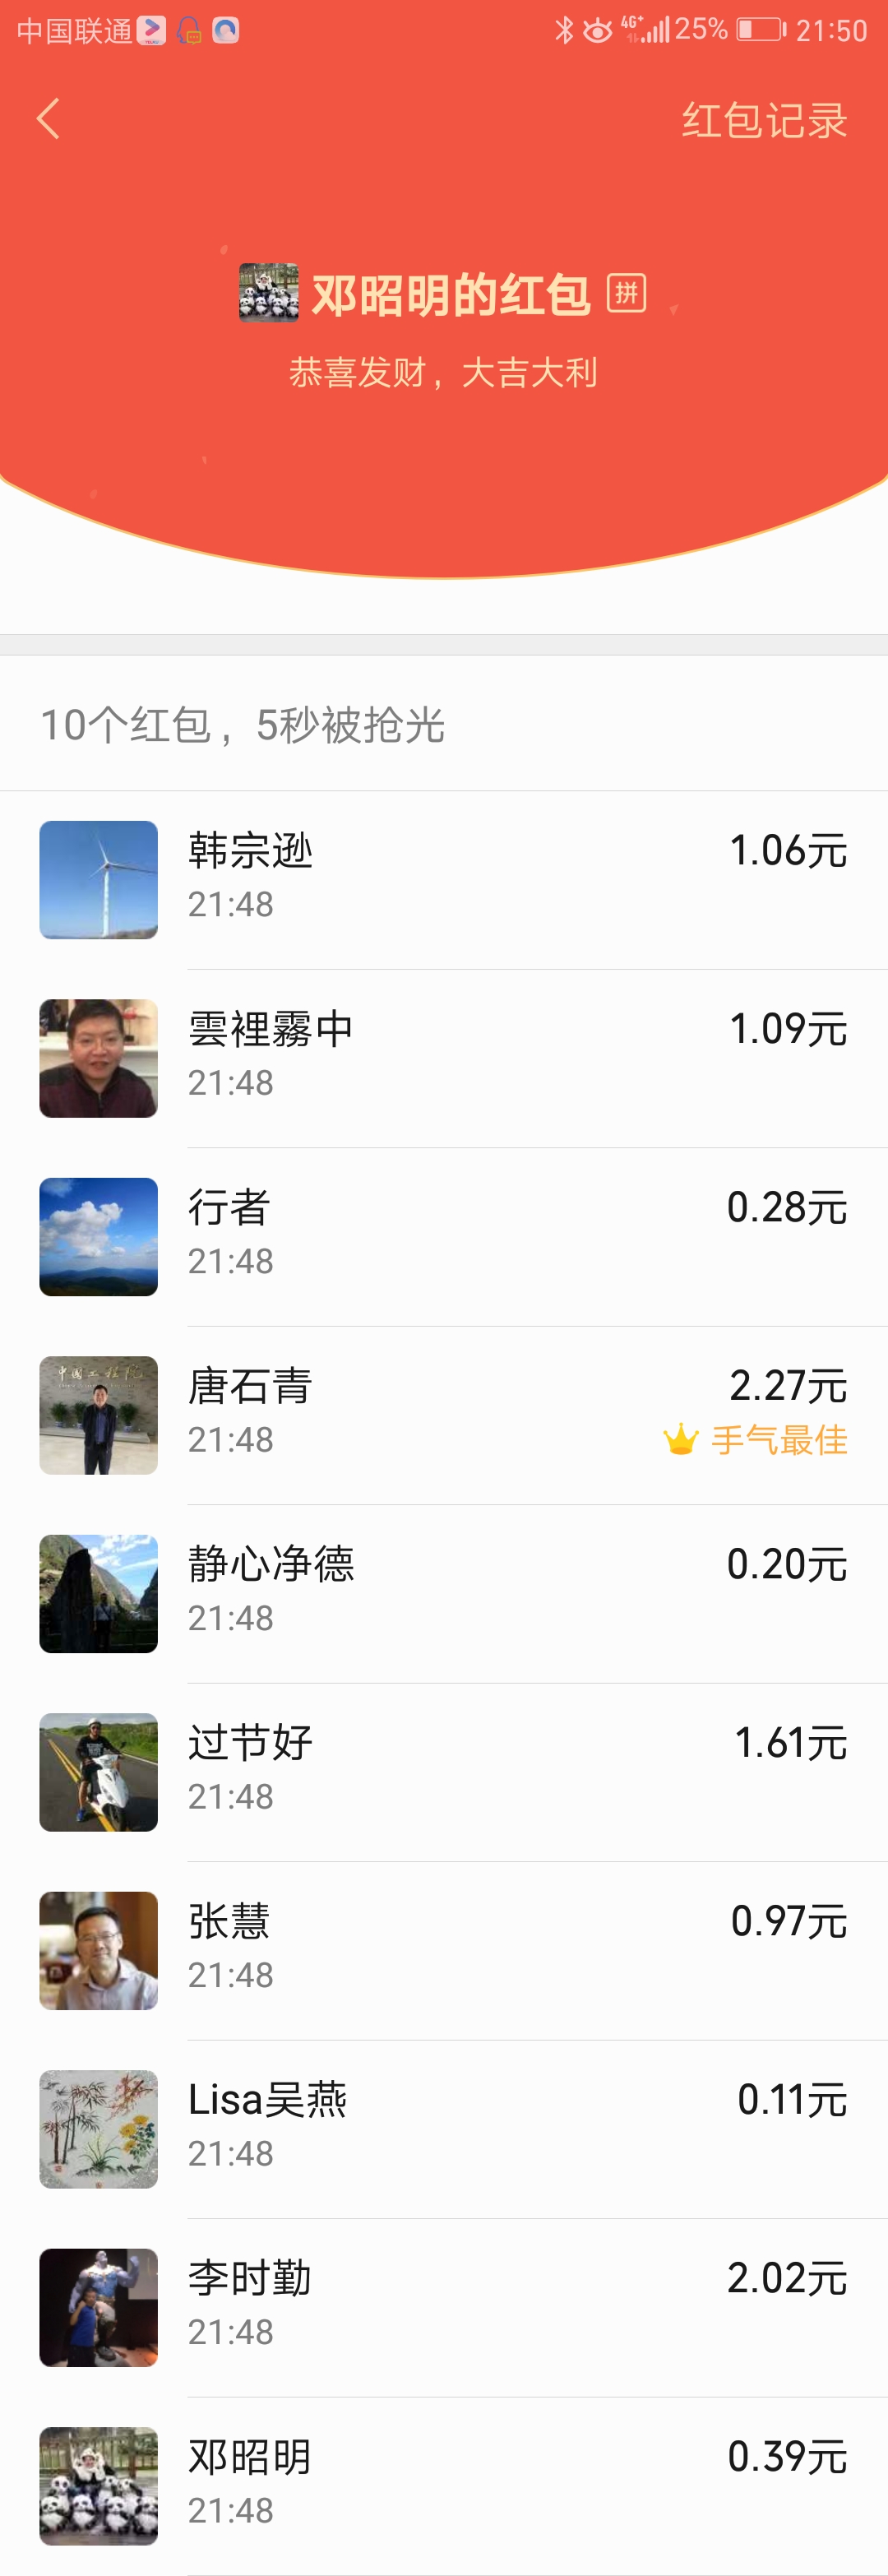 中国联通 4G+ 25% 21:50
红包记录
邓昭明的红包 拼
恭喜发财，大吉大利
10个红包，5秒被抢光
韩宗逊 1.06元
21:48
雲裡霧中 1.09元
21:48
行者 0.28元
21:48
中国工程院
唐石青 2.27元
21:48 手气最佳
静心净德 0.20元
21:48
过节好 1.61元
21:48
张慧 0.97元
21:48
Lisa吴燕 0.11元
21:48
李时勤 2.02元
21:48
邓昭明 0.39元
21:48